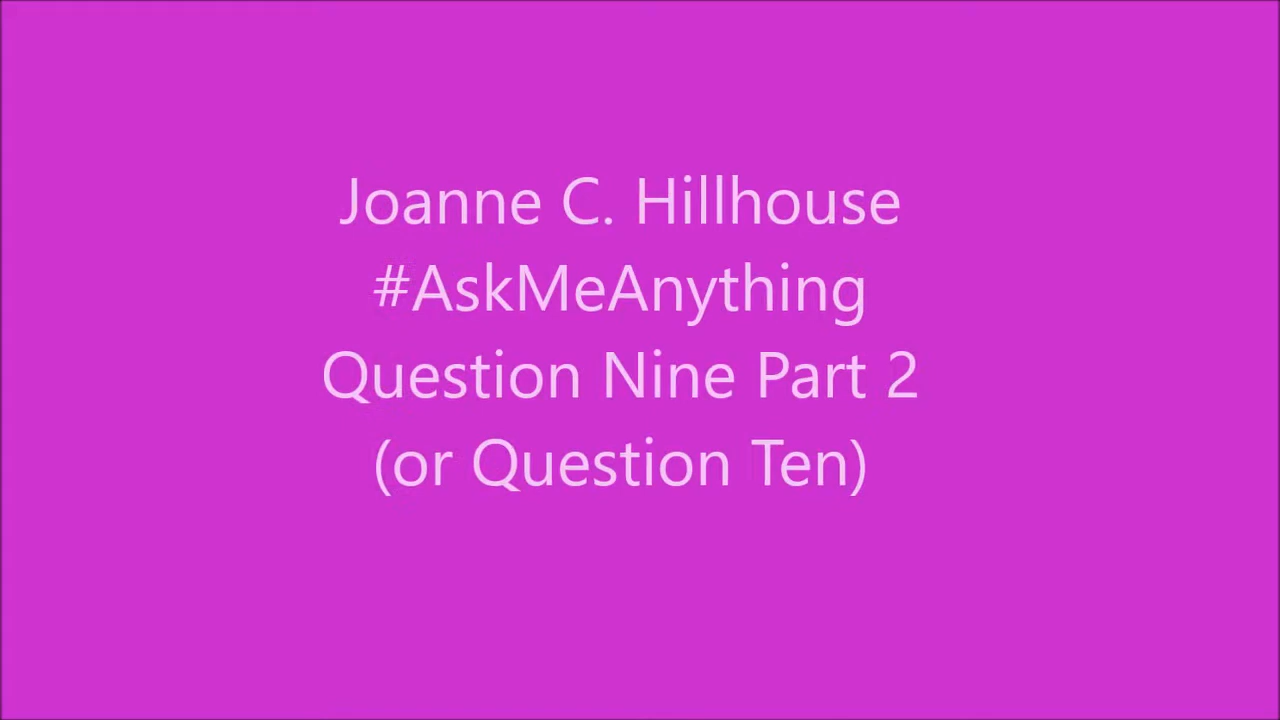 Joanne C. Hillhouse
#AskMeAnything
Question Nine Part 2
(or Question Ten)